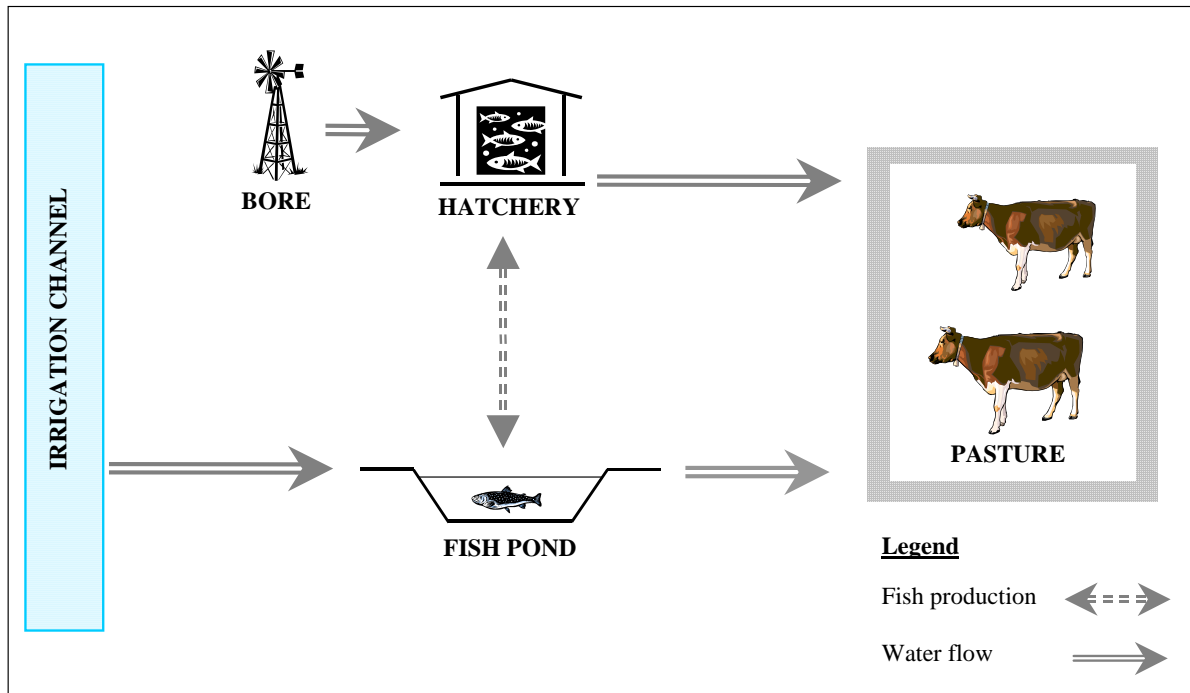 IRRIGATION CHANNEL
BORE
HATCHERY
PASTURE
FISH POND
Legend
Fish production
Water flow